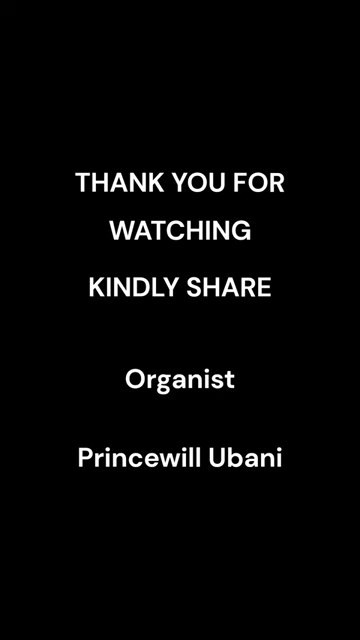 THANK YOU FOR
WATCHING
KINDLY SHARE
Organist
Princewill Ubani